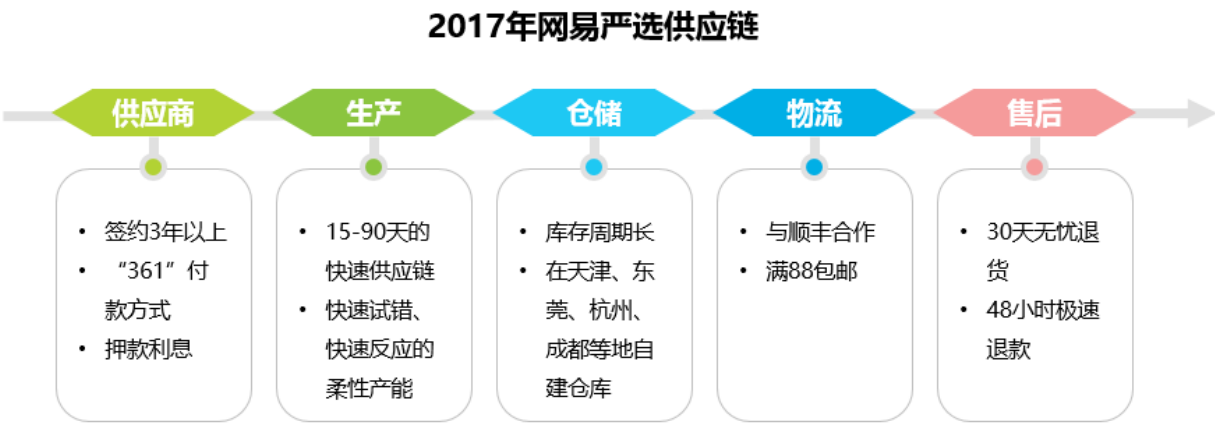 2017年网易严选供应链
供应商
• 签约3年以上
• “361”付
款方式
• 押款利息
生产
• 15-90天的
快速供应链
• 快速试错、
快速反应的
柔性产能
仓储
• 库存周期长
• 在天津、东
莞、杭州、
成都等地自
建仓库
物流
• 与顺丰合作
• 满88包邮
售后
• 30天无忧退
货
• 48小时极速
退款